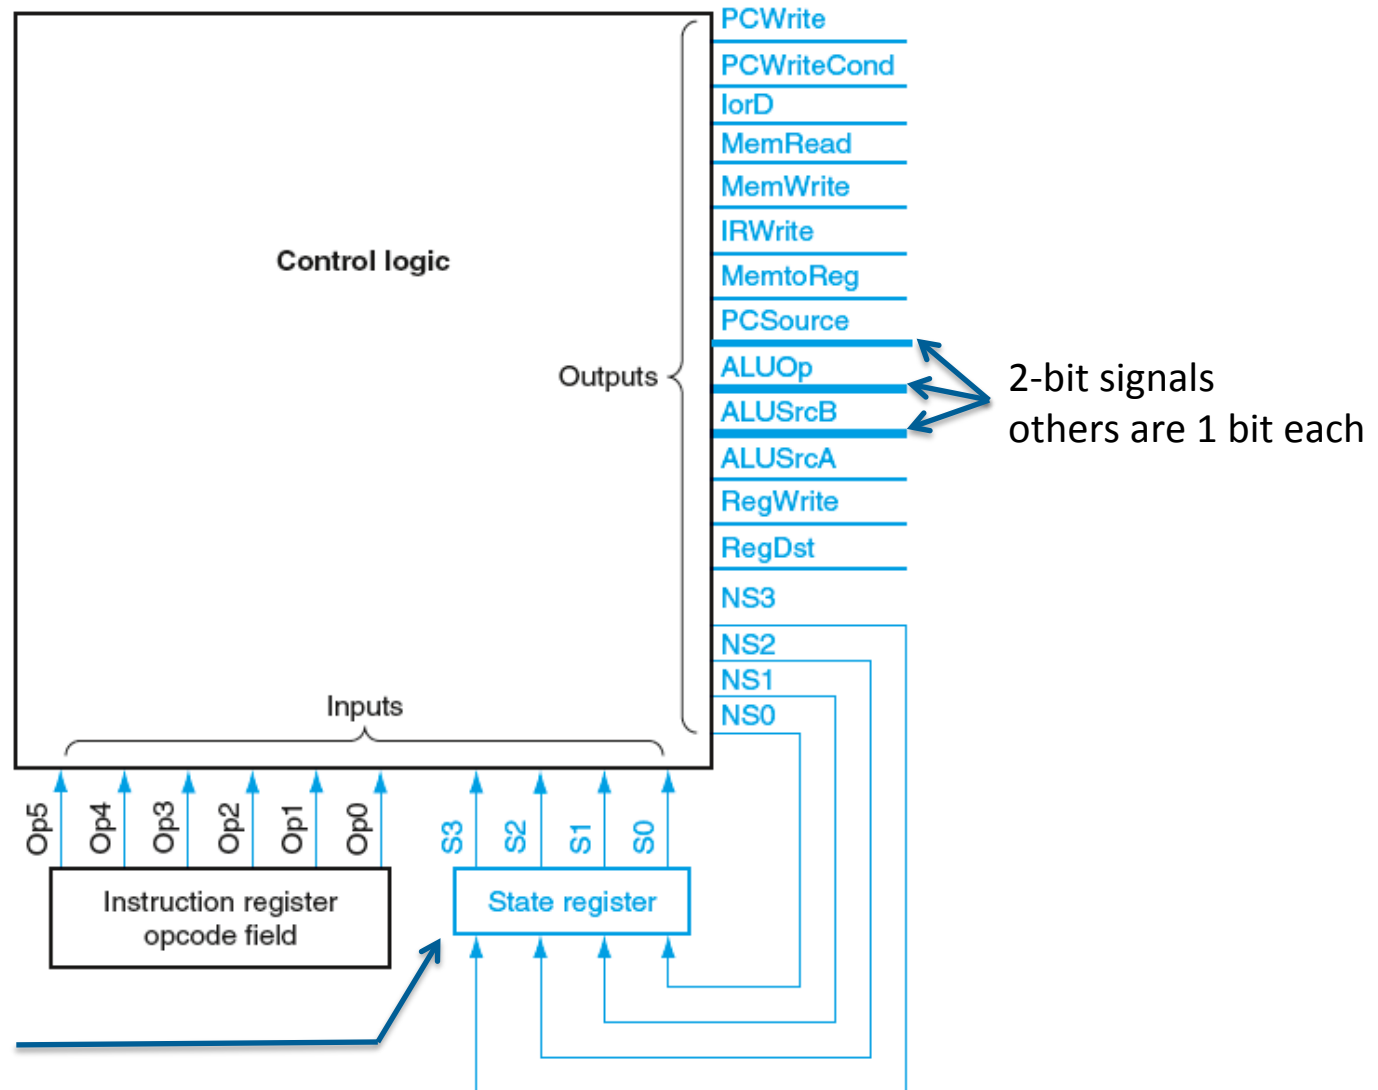 PCWrite
PCWriteCond
IorD
MemRead
MemWrite
IRWrite
Control logic
MemtoReg
PCSource
Outputs
ALUOp
2-bit signals
ALUSrcB
others are 1 bit each
ALUSrcA
RegWrite
RegDst
NS3
NS2
NS1
Inputs
NS0
Op5
Op4
Op3
Op2
Op1
Op0
S3
S2
S1
S0
Instruction register
opcode field
State register